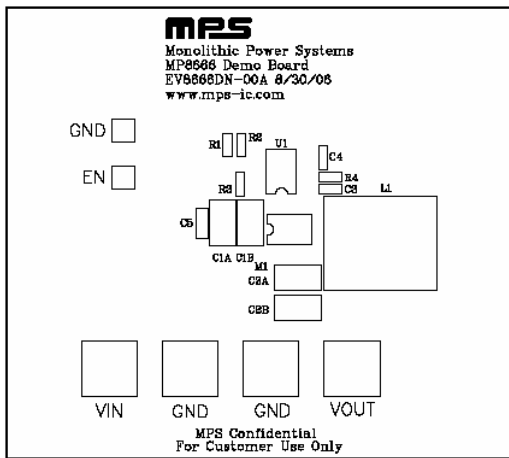 mps
Monolithic Power Systems
MP8666 Demo Board
EV8666DN-00A 8/30/06
www.mps-ic.com
GND
EN
R1
R2
U1
C4
R4
C3
R3
L1
C5
C1A
C1B
M1
C2A
C2B
VIN
GND
GND
VOUT
MPS Confidential
For Customer Use Only